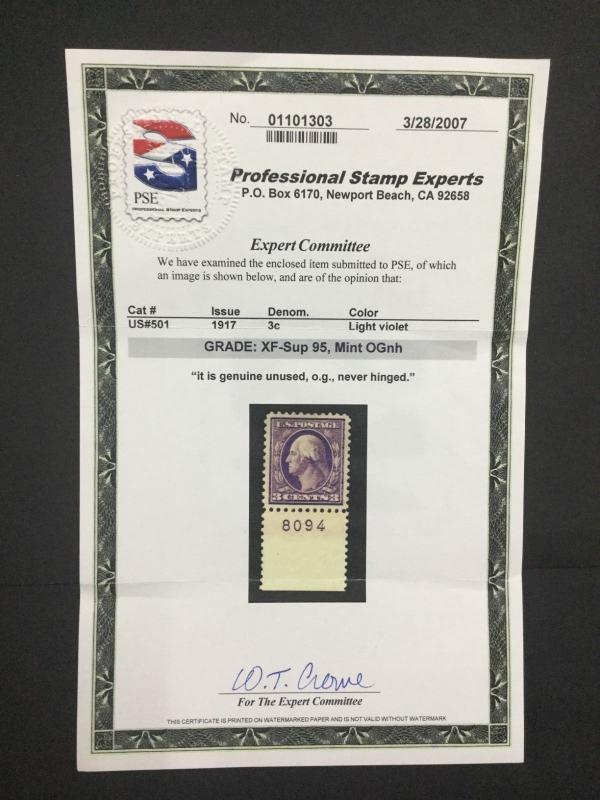 No. 01101303 3/28/2007
PSE
PROFESSIONAL STAMP EXPERTS
Professional Stamp Experts
P.O. Box 6170, Newport Beach, CA 92658
Expert Committee
We have examined the enclosed item submitted to PSE, of which
an image is shown below, and are of the opinion that:
Cat # Issue Denom. Color
US#501 1917 3c Light violet
GRADE: XF-Sup 95, Mint OGnh
“it is genuine unused, o.g., never hinged.”
U.S. POSTAGE
3 CENTS 3
8094
W.T. Crowe
For The Expert Committee
THIS CERTIFICATE IS PRINTED ON WATERMARKED PAPER AND IS NOT VALID WITHOUT WATERMARK